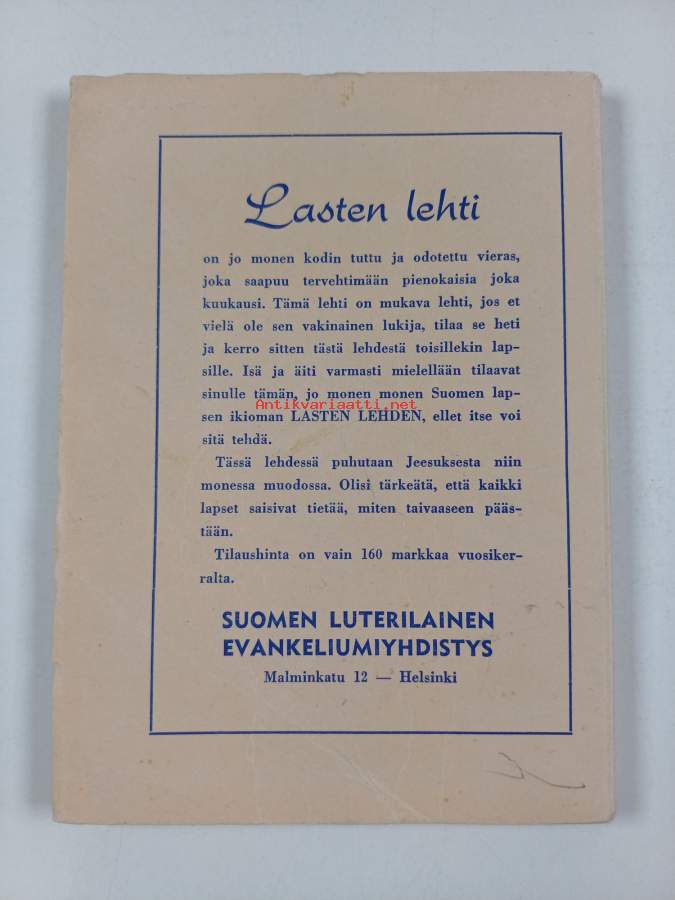 Lasten lehti
on jo monen kodin tuttu ja odotettu vieras,
joka saapuu tervehtimään pienokaisia joka
kuukausi. Tämä lehti on mukava lehti, jos et
vielä ole sen vakinainen lukija, tilaa se heti
ja kerro sitten tästä lehdestä toisillekin lap-
sille. Isä ja äiti varmasti mielellään tilaavat
sinulle tämän, jo monen monen Suomen lap-
Antikvariaatti.net
sen ikioman LASTEN LEHDEN, ellet itse voi
sitä tehdä.
Tässä lehdessä puhutaan Jeesuksesta niin
monessa muodossa. Olisi tärkeätä, että kaikki
lapset saisivat tietää, miten taivaaseen pääs-
tään.
Tilaushinta on vain 160 markkaa vuosiker-
ralta.
SUOMEN LUTERILAINEN
EVANKELIUMIYHDISTYS
Malminkatu 12 — Helsinki